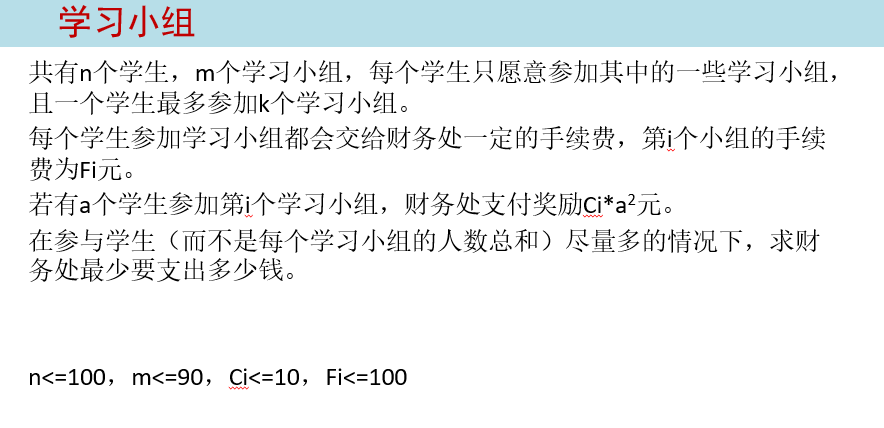 学习小组
共有n个学生，m个学习小组，每个学生只愿意参加其中的一些学习小组，
且一个学生最多参加k个学习小组。
每个学生参加学习小组都会交给财务处一定的手续费，第i个小组的手续
费为Fi元。
若有a个学生参加第i个学习小组，财务处支付奖励Ci*a²元。
在参与学生（而不是每个学习小组的人数总和）尽量多的情况下，求财
务处最少要支出多少钱。
n<=100，m<=90，Ci<=10，Fi<=100